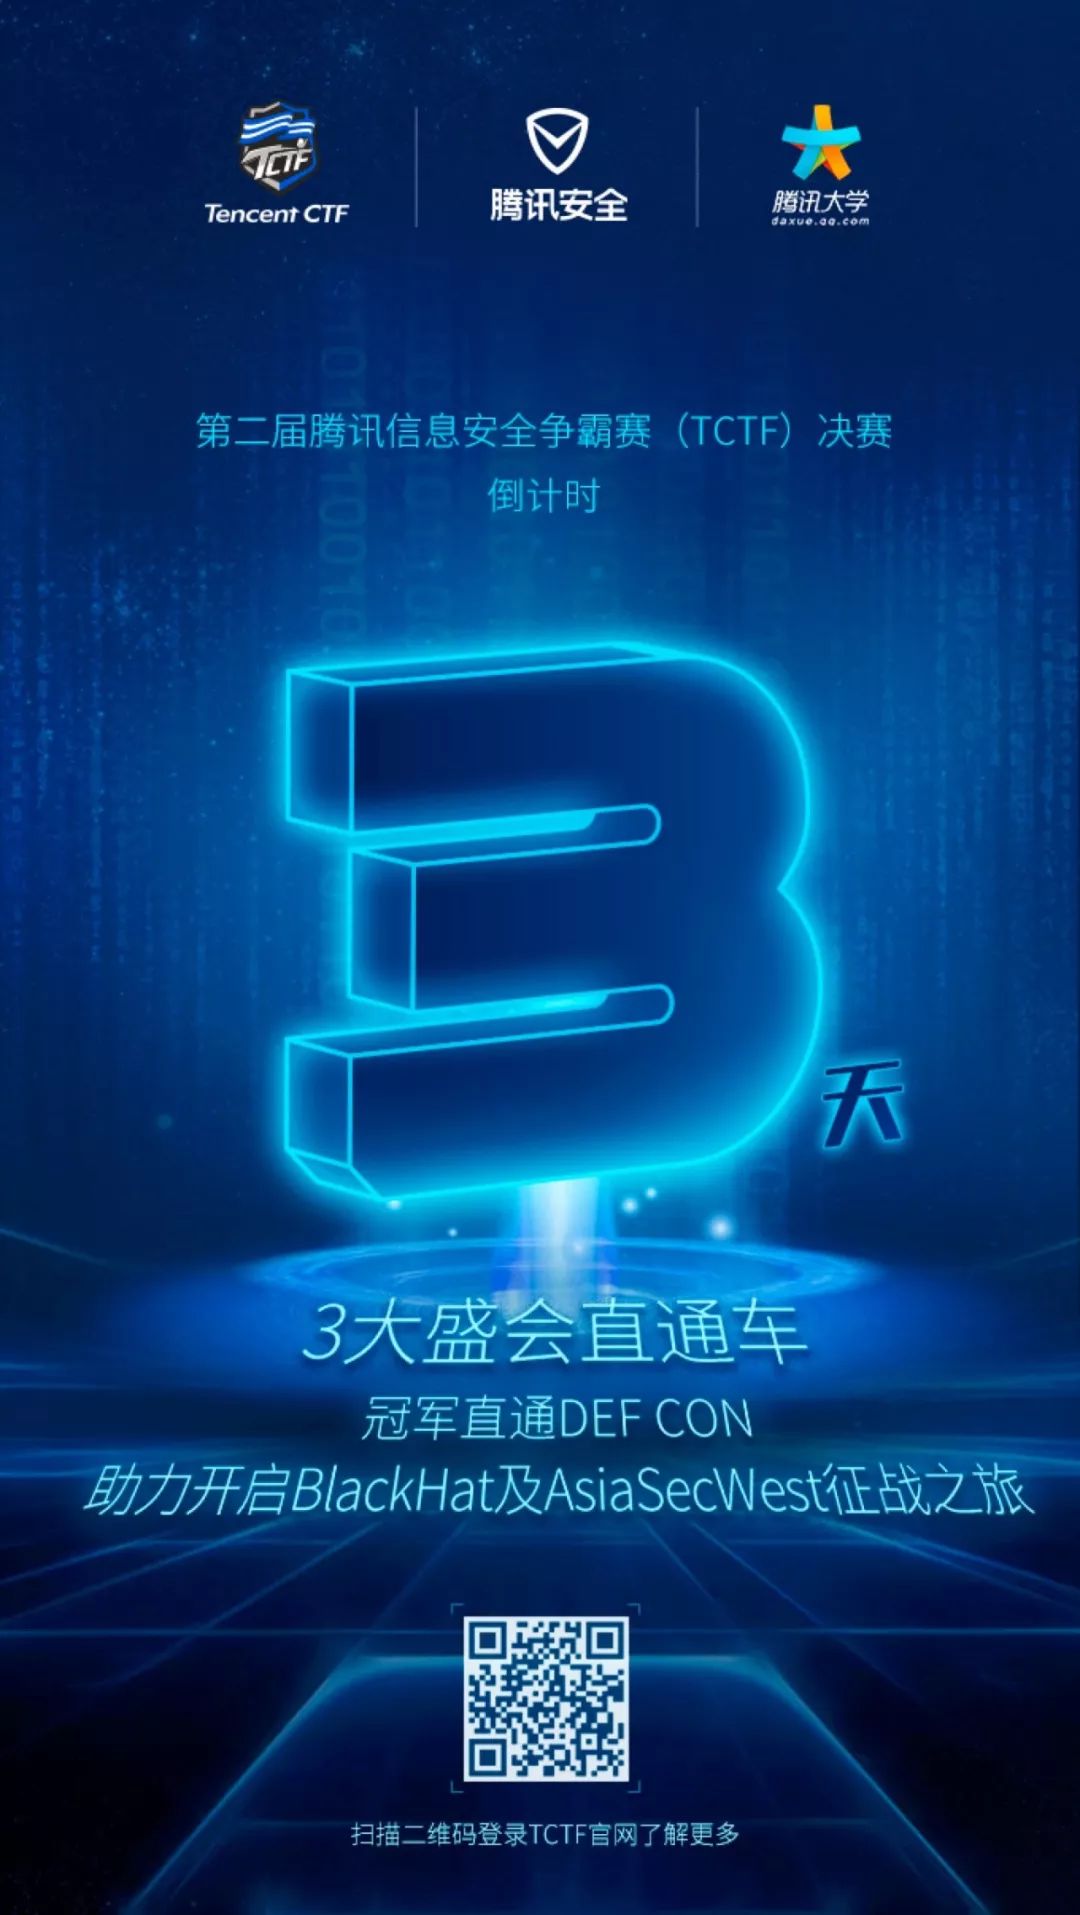 TCTF
Tencent CTF
腾讯安全
腾讯大学
daxue.qq.com
第二届腾讯信息安全争霸赛（TCTF）决赛
倒计时
3
天
3大盛会直通车
冠军直通DEF CON
助力开启BlackHat及AsiaSecWest征战之旅
扫描二维码登录TCTF官网了解更多